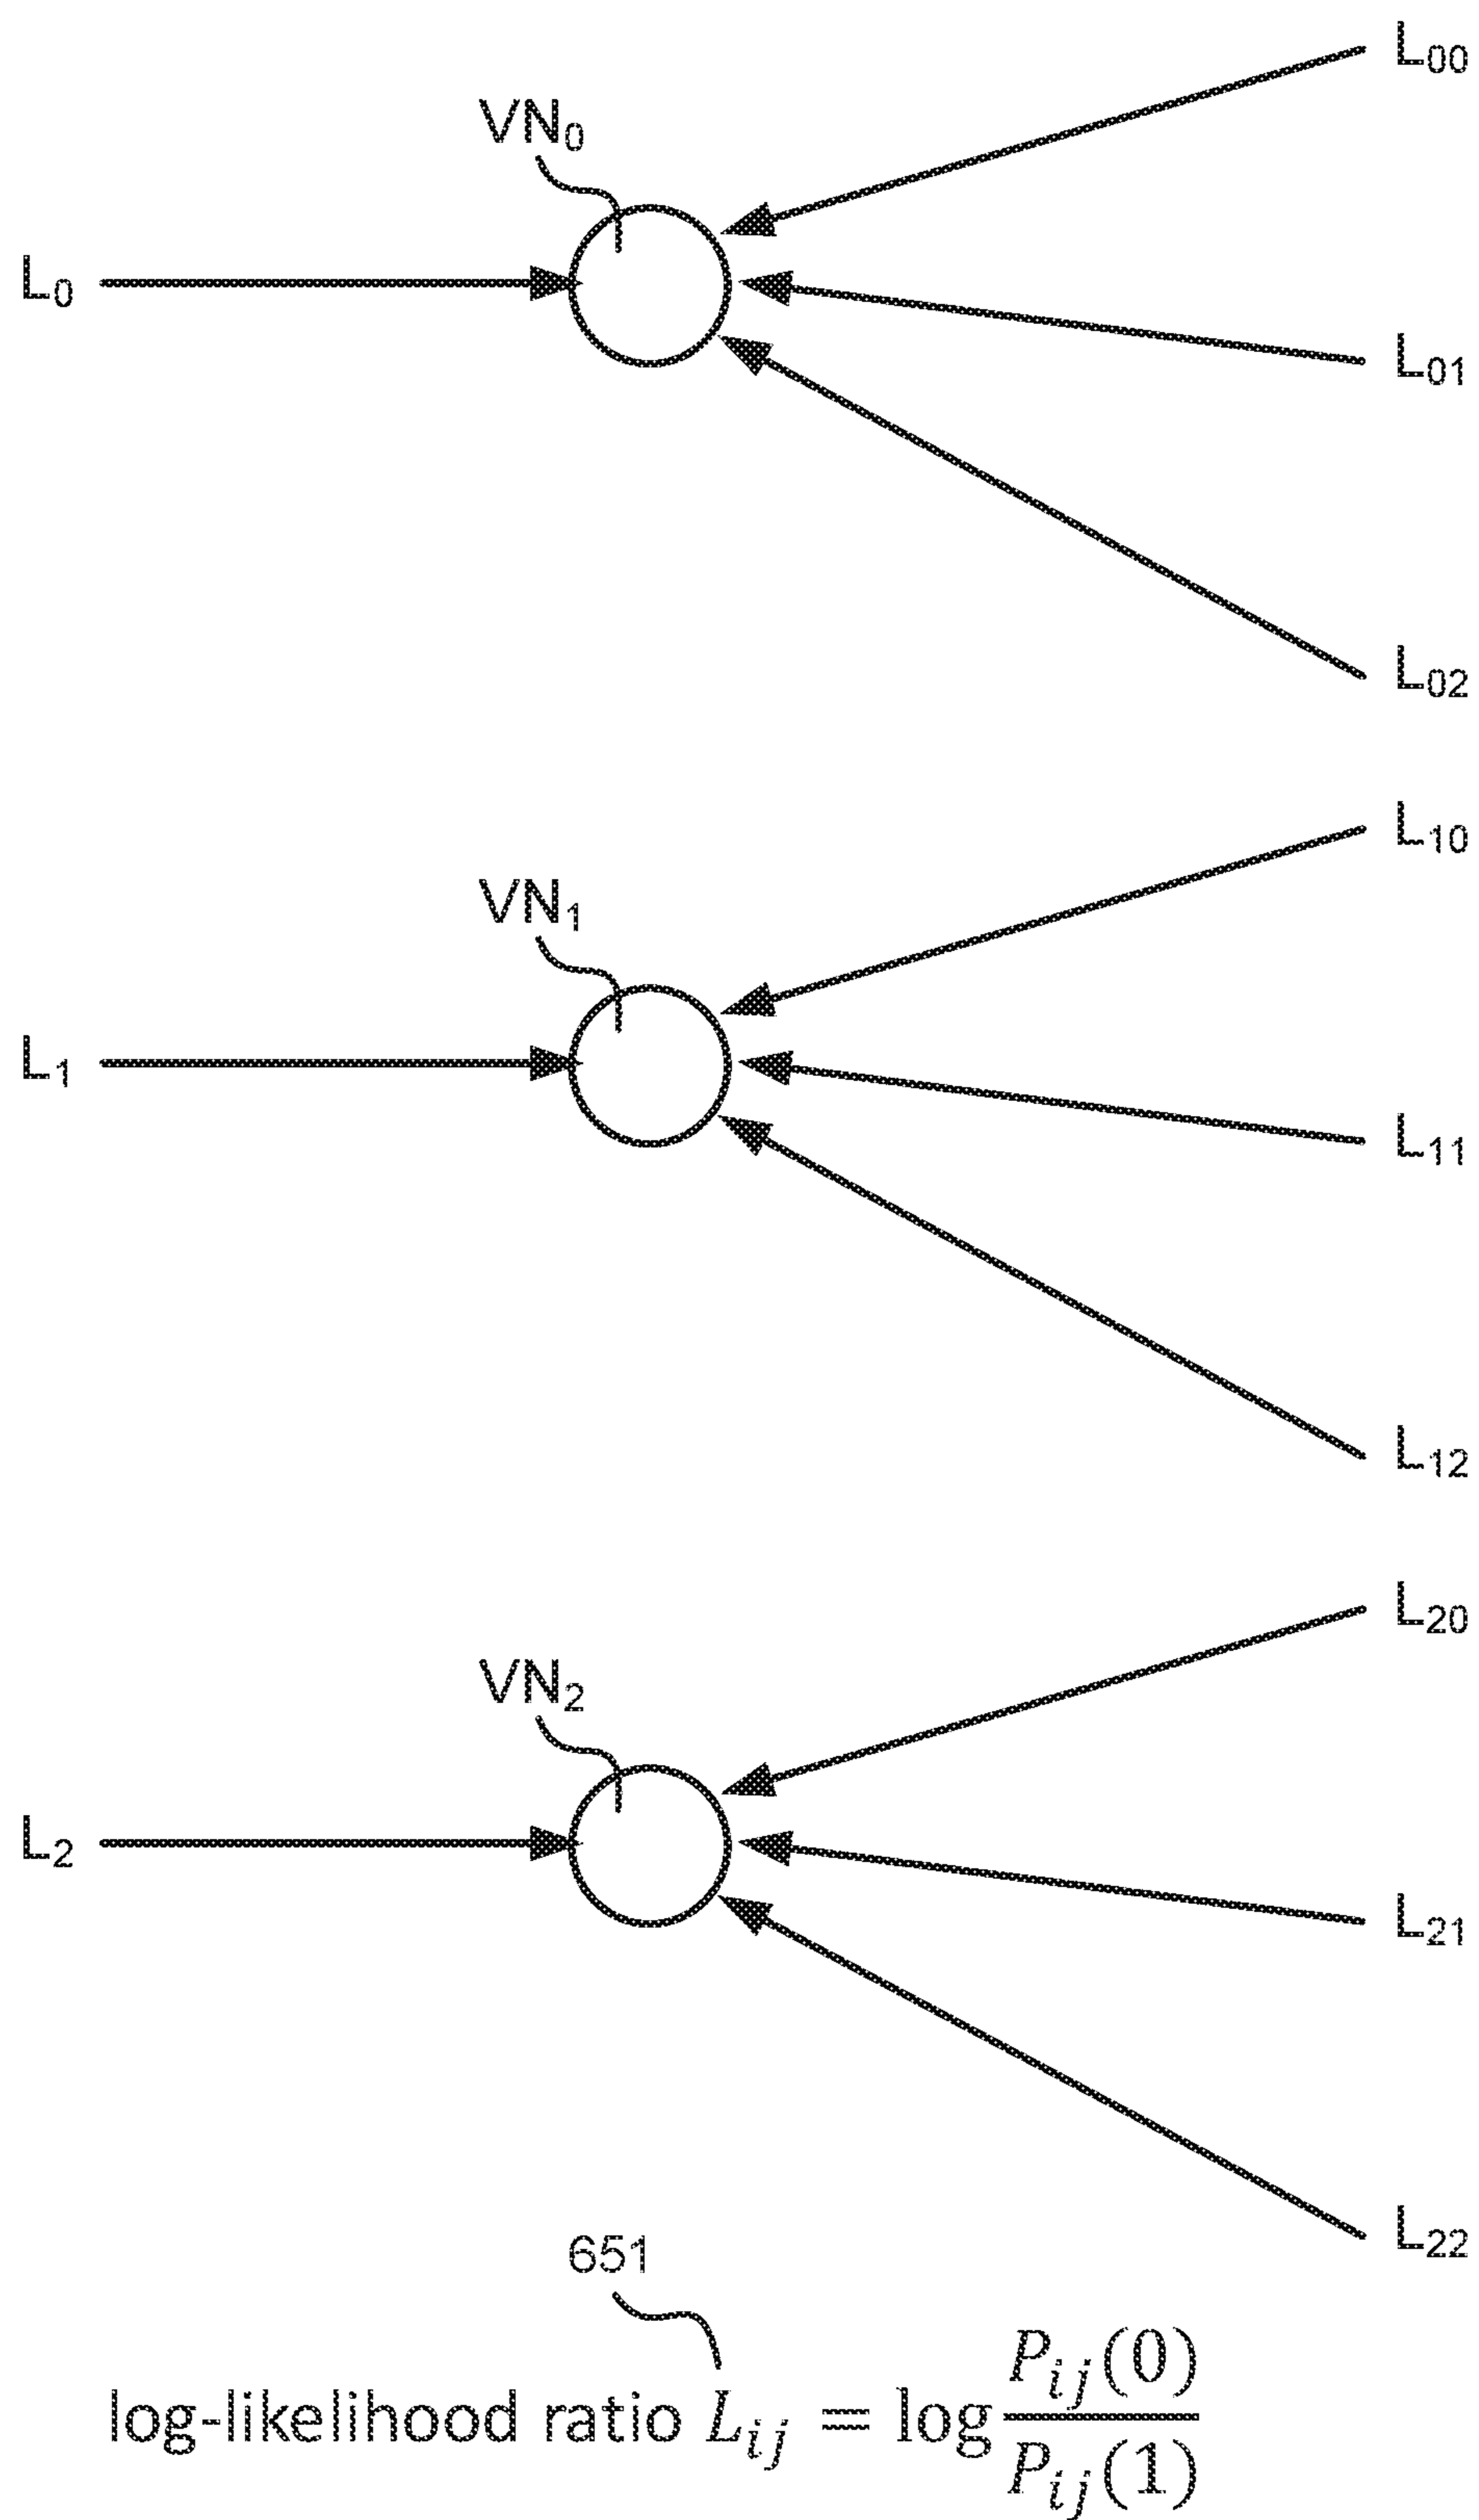 L00
VN0
L0
L01
L02
L10
VN1
L1
L11
L12
L20
VN2
L2
L21
L22
651
log-likelihood ratio Lij = log Pij(0) / Pij(1)